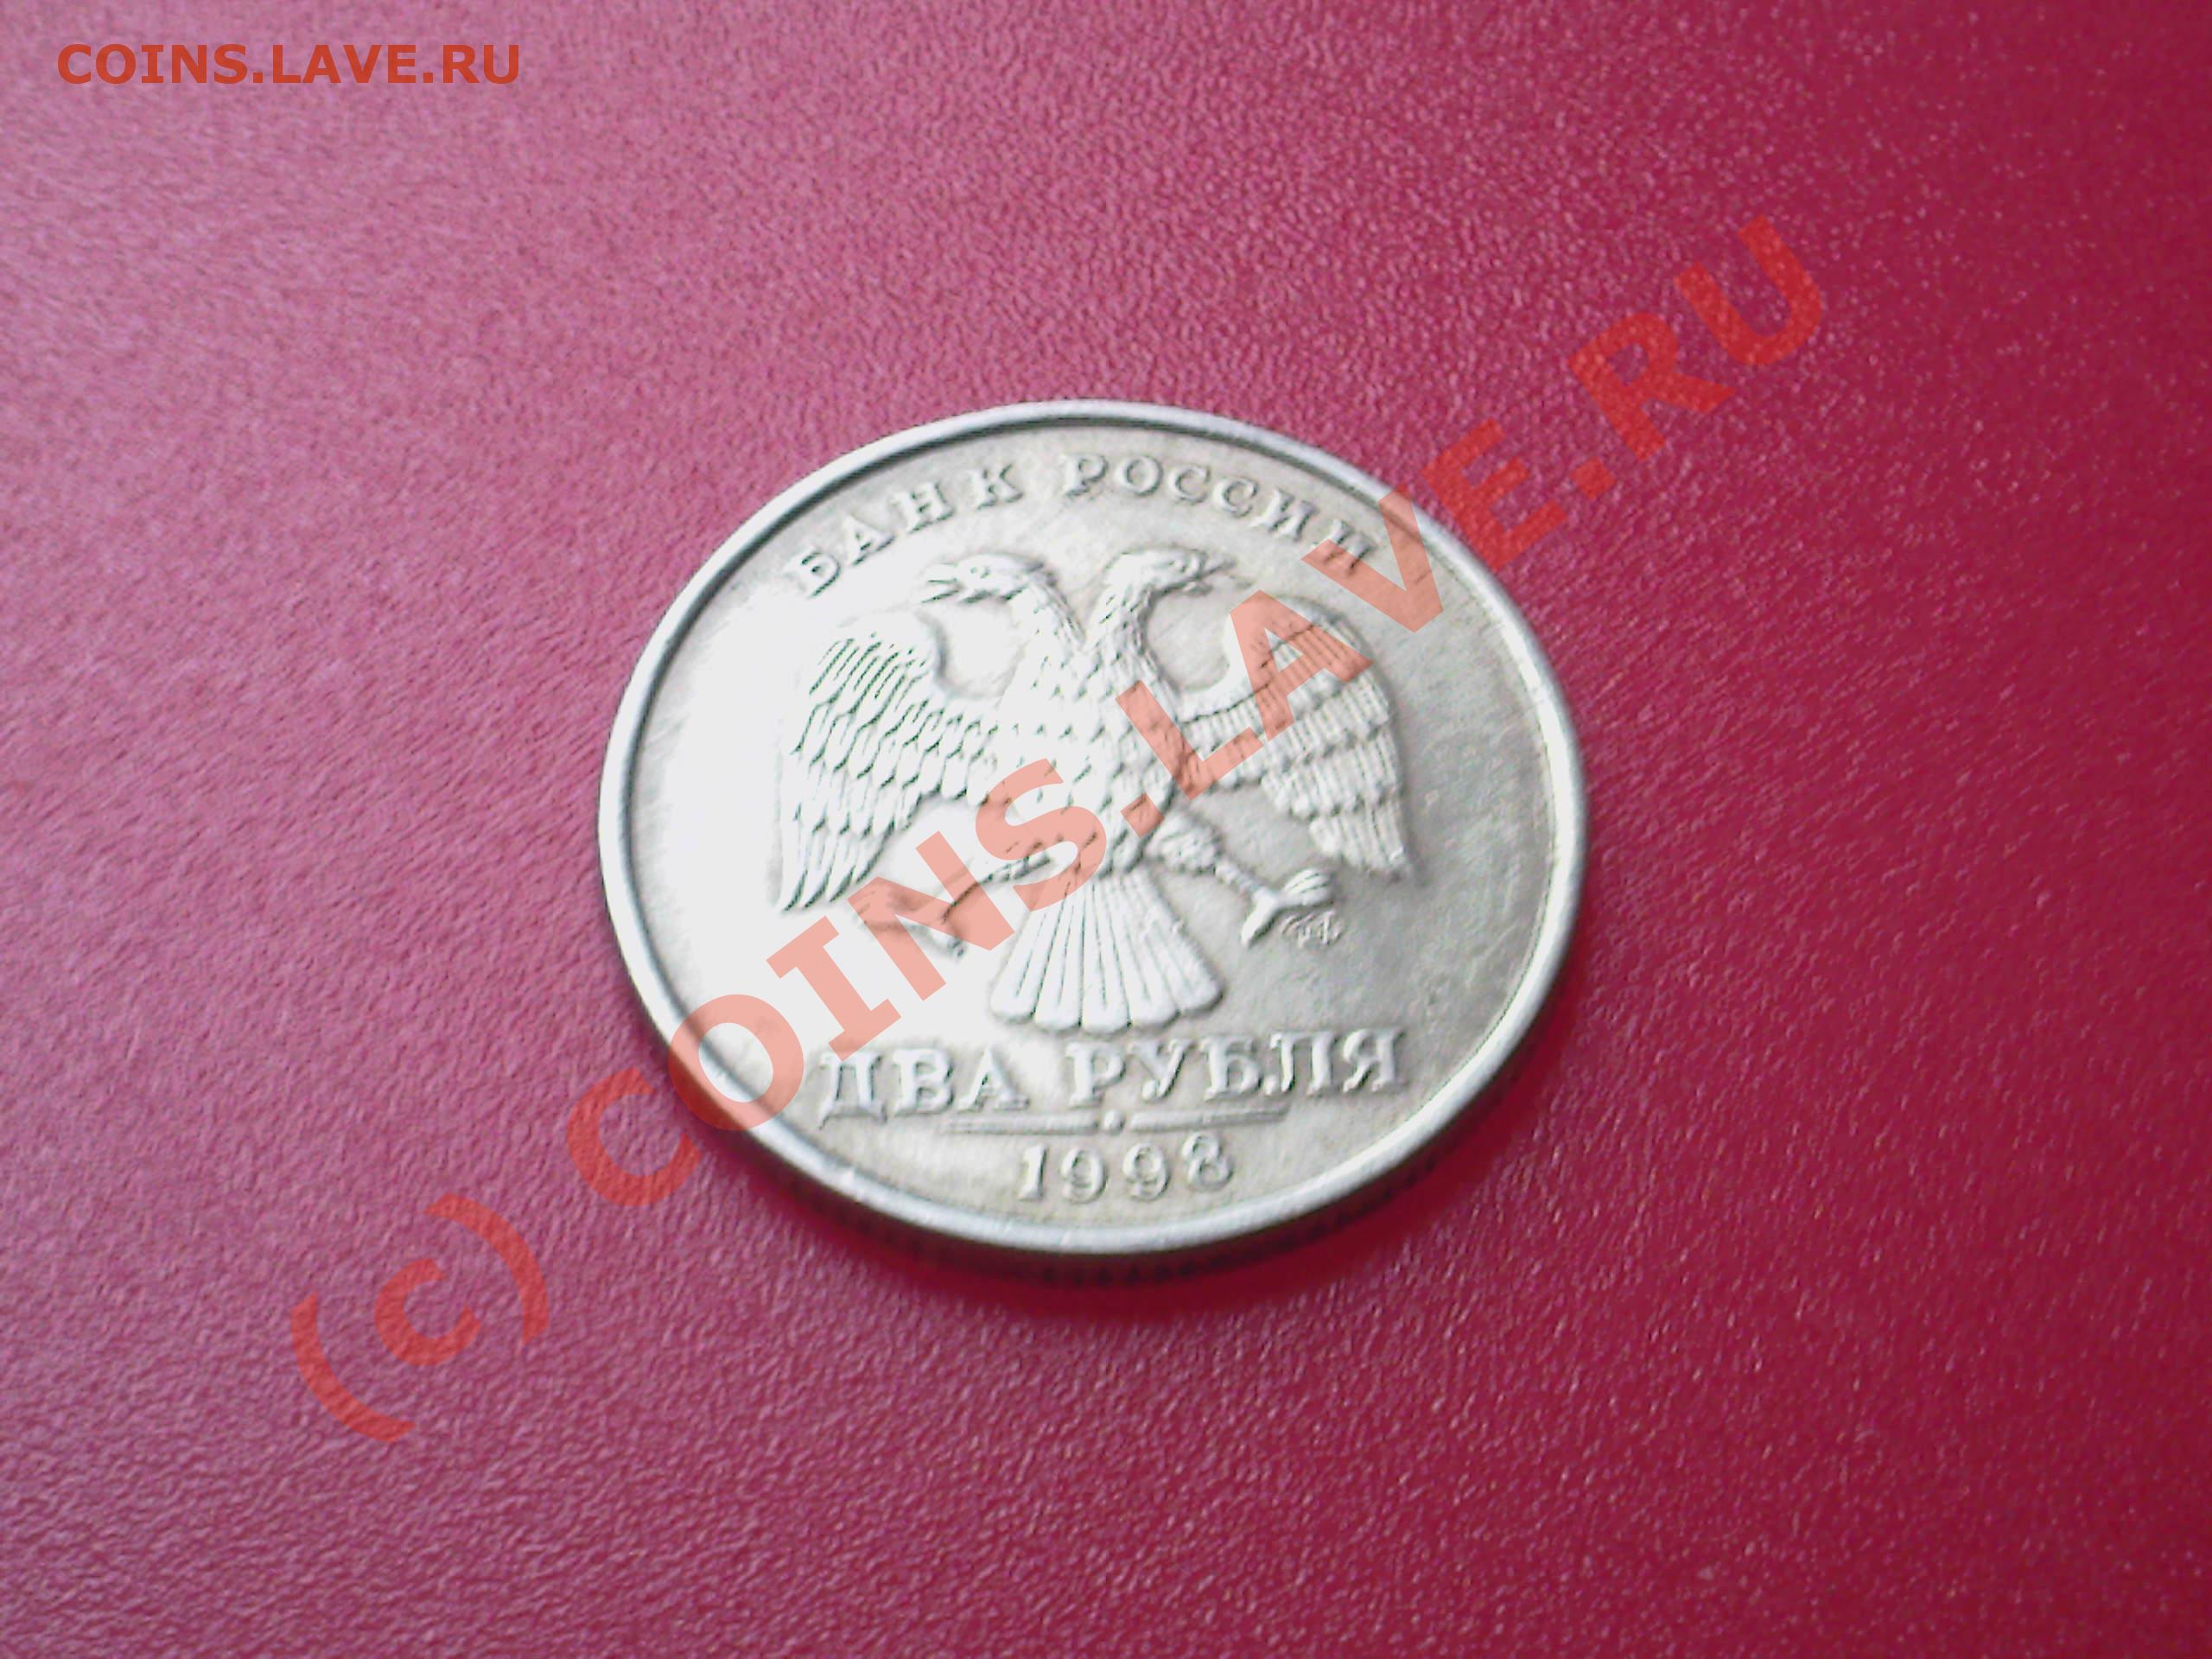 COINS.LAVE.RU
БАНК РОССИИ
ДВА РУБЛЯ
1998
(c) COINS.LAVE.RU